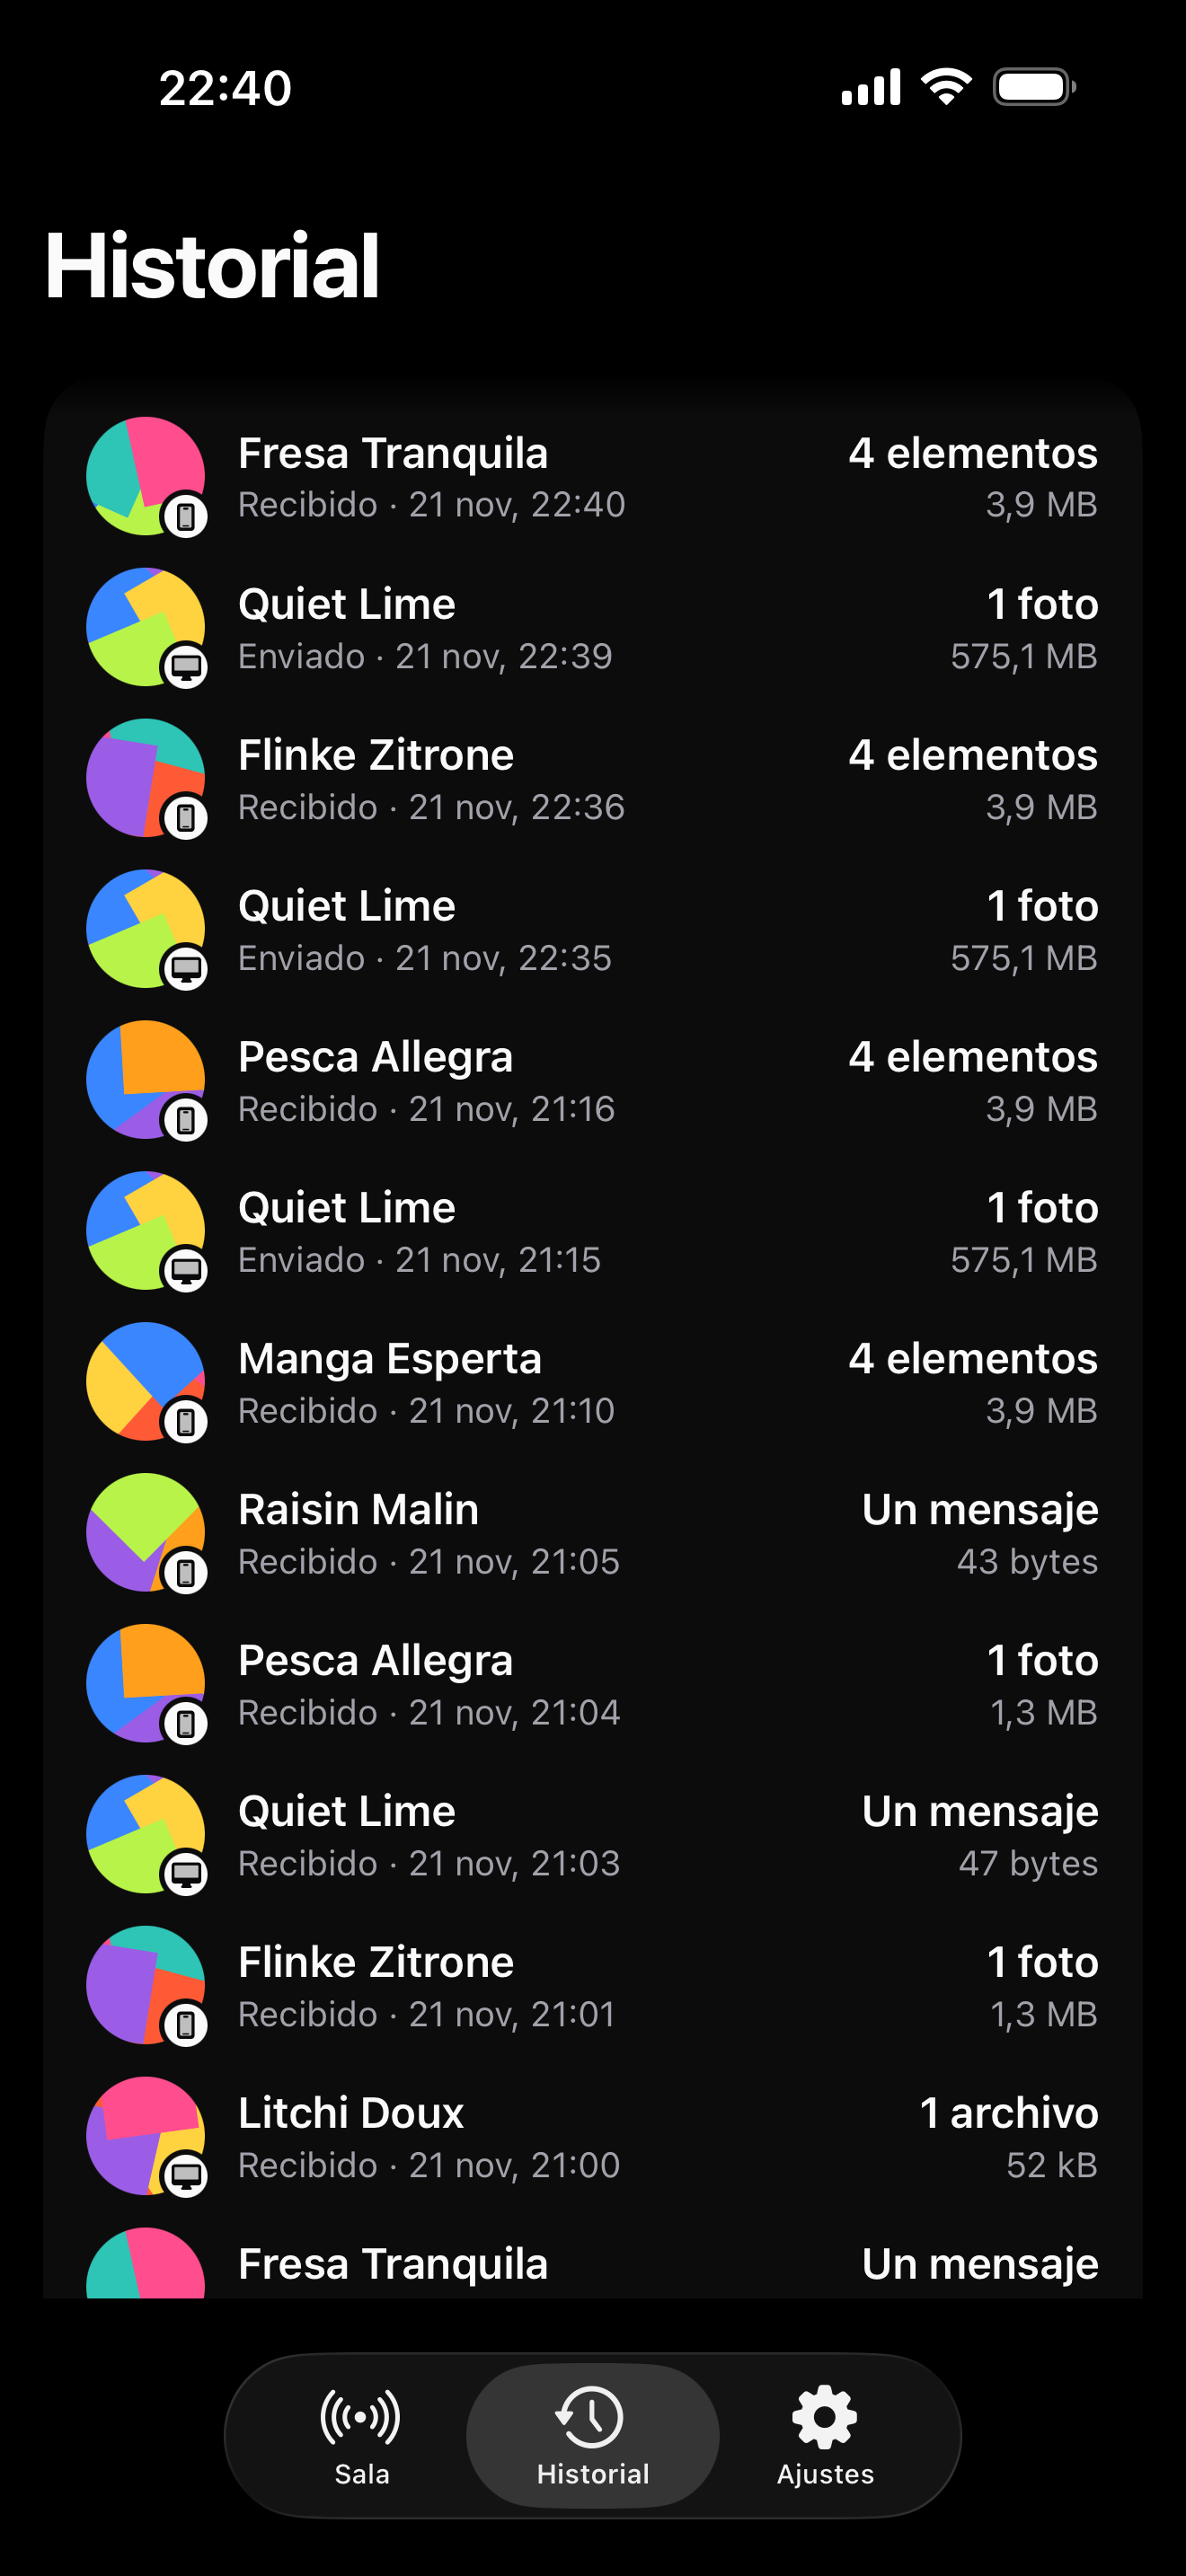 22:40
Historial
Fresa Tranquila
4 elementos
Recibido · 21 nov, 22:40
3,9 MB
Quiet Lime
1 foto
Enviado · 21 nov, 22:39
575,1 MB
Flinke Zitrone
4 elementos
Recibido · 21 nov, 22:36
3,9 MB
Quiet Lime
1 foto
Enviado · 21 nov, 22:35
575,1 MB
Pesca Allegra
4 elementos
Recibido · 21 nov, 21:16
3,9 MB
Quiet Lime
1 foto
Enviado · 21 nov, 21:15
575,1 MB
Manga Esperta
4 elementos
Recibido · 21 nov, 21:10
3,9 MB
Raisin Malin
Un mensaje
Recibido · 21 nov, 21:05
43 bytes
Pesca Allegra
1 foto
Recibido · 21 nov, 21:04
1,3 MB
Quiet Lime
Un mensaje
Recibido · 21 nov, 21:03
47 bytes
Flinke Zitrone
1 foto
Recibido · 21 nov, 21:01
1,3 MB
Litchi Doux
1 archivo
Recibido · 21 nov, 21:00
52 kB
Fresa Tranquila
Un mensaje
Sala
Historial
Ajustes